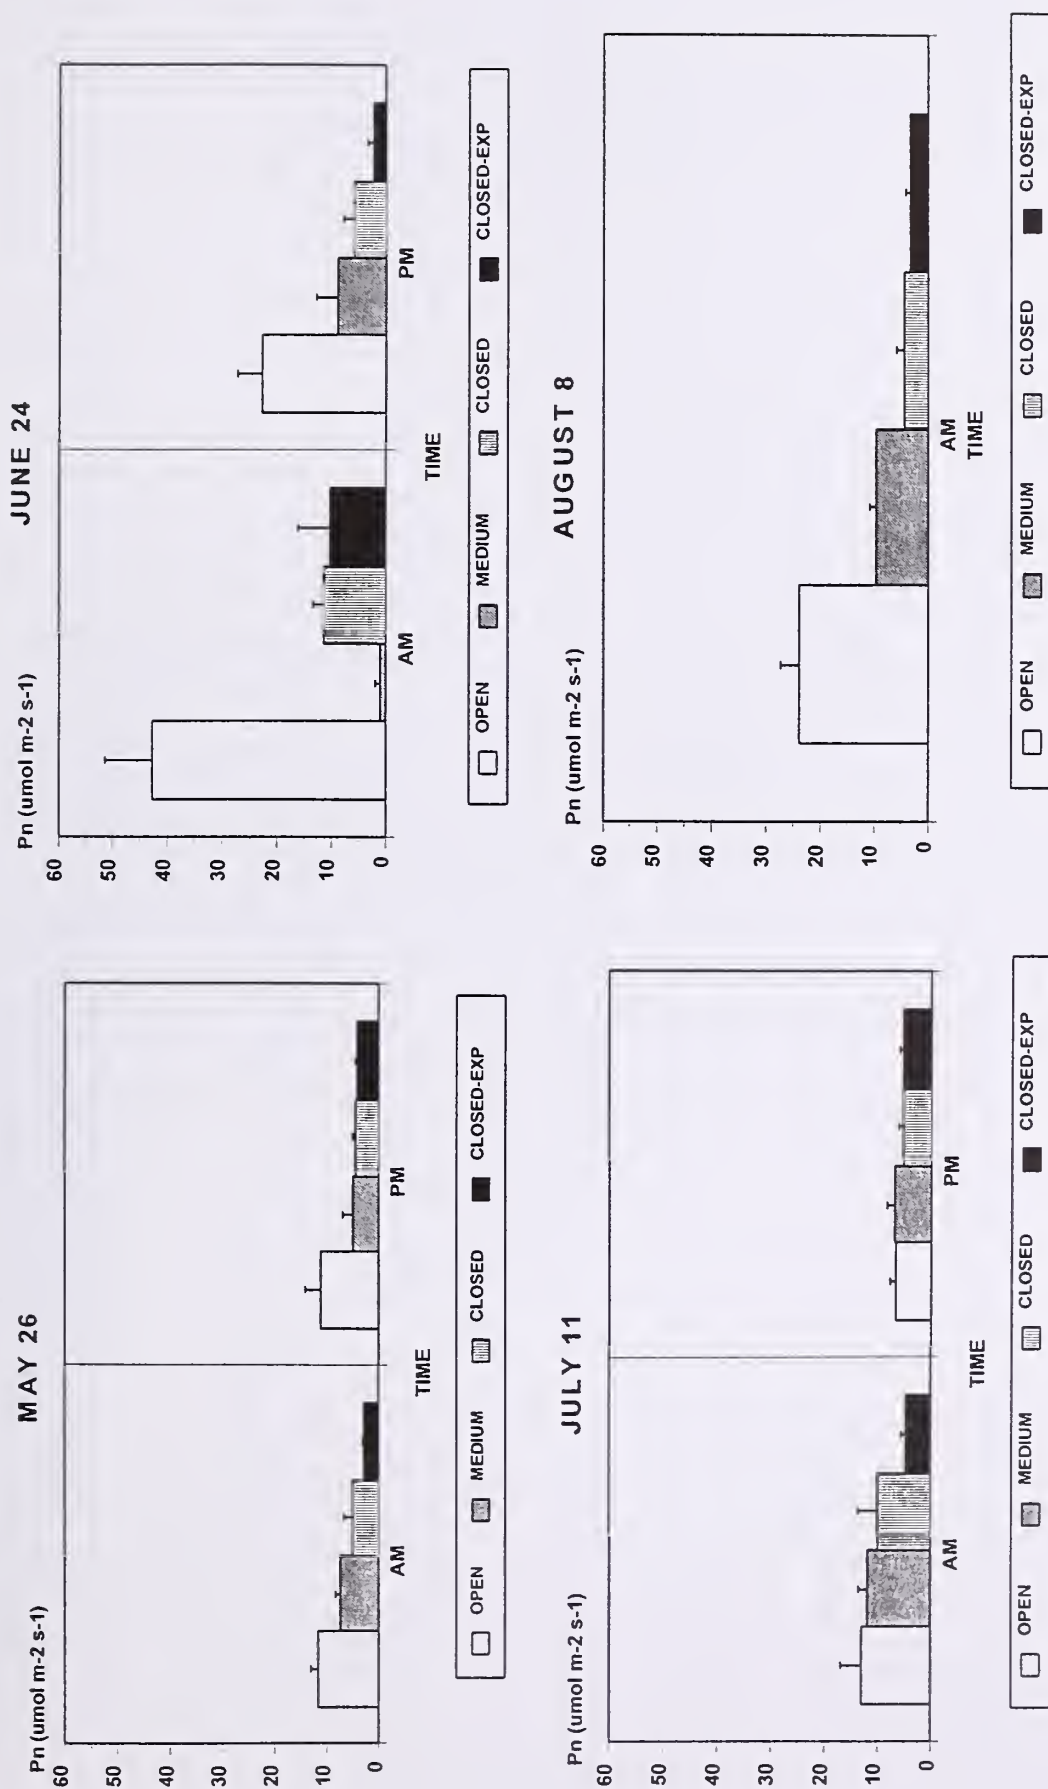 MAY 26
Pn (umol m-2 s-1)
60
50
40
30
20
10
0
AM
PM
TIME
OPEN MEDIUM CLOSED CLOSED-EXP
JUNE 24
Pn (umol m-2 s-1)
60
50
40
30
20
10
0
AM
PM
TIME
OPEN MEDIUM CLOSED CLOSED-EXP
JULY 11
Pn (umol m-2 s-1)
60
50
40
30
20
10
0
AM
PM
TIME
OPEN MEDIUM CLOSED CLOSED-EXP
AUGUST 8
Pn (umol m-2 s-1)
60
50
40
30
20
10
0
AM
TIME
OPEN MEDIUM CLOSED CLOSED-EXP